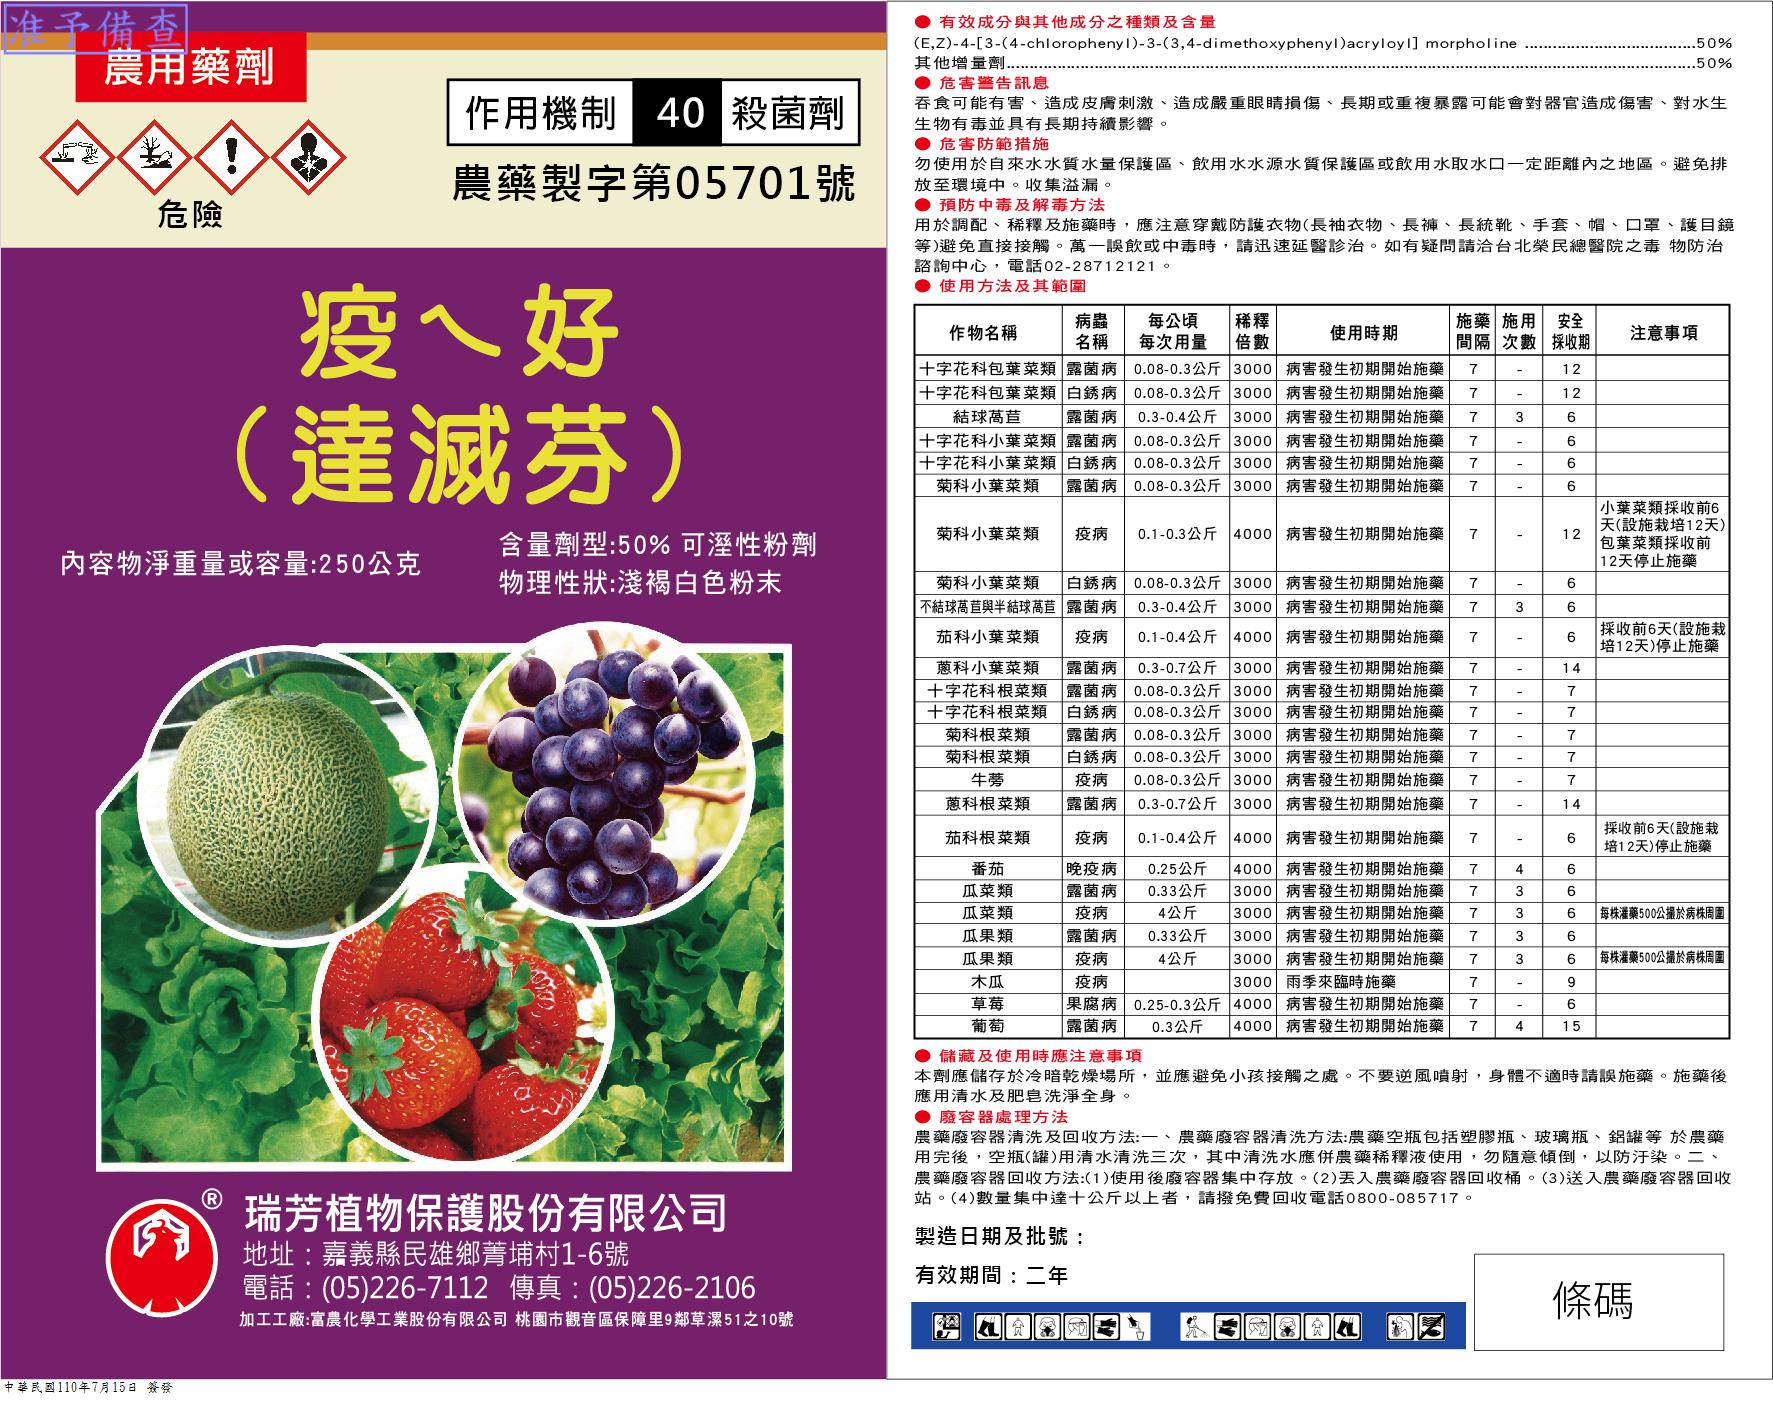 准予備查
農用藥劑
作用機制 40 殺菌劑
農藥製字第05701號
危險
疫ㄟ好
（達滅芬）
內容物淨重量或容量:250公克
含量劑型:50% 可溼性粉劑
物理性狀:淺褐白色粉末
®
瑞芳植物保護股份有限公司
地址：嘉義縣民雄鄉菁埔村1-6號
電話：(05)226-7112 傳真：(05)226-2106
加工工廠:富農化學工業股份有限公司 桃園市觀音區保障里9鄰草漯51之10號
中華民國110年7月15日 簽發
● 有效成分與其他成分之種類及含量
(E,Z)-4-[3-(4-chlorophenyl)-3-(3,4-dimethoxyphenyl)acryloyl] morpholine .....................................50%
其他增量劑.....................................................................................................................................................50%
● 危害警告訊息
吞食可能有害、造成皮膚刺激、造成嚴重眼睛損傷、長期或重複暴露可能會對器官造成傷害、對水生
生物有毒並具有長期持續影響。
● 危害防範措施
勿使用於自來水水質水量保護區、飲用水水源水質保護區或飲用水取水口一定距離內之地區。避免排
放至環境中。收集溢漏。
● 預防中毒及解毒方法
用於調配、稀釋及施藥時，應注意穿戴防護衣物(長袖衣物、長褲、長統靴、手套、帽、口罩、護目鏡
等)避免直接接觸。萬一誤飲或中毒時，請迅速延醫診治。如有疑問請洽台北榮民總醫院之毒 物防治
諮詢中心，電話02-28712121。
● 使用方法及其範圍
作物名稱 病蟲名稱 每公頃每次用量 稀釋倍數 使用時期 施藥間隔 施用次數 安全採收期 注意事項
十字花科包葉菜類 露菌病 0.08-0.3公斤 3000 病害發生初期開始施藥 7 - 12
十字花科包葉菜類 白銹病 0.08-0.3公斤 3000 病害發生初期開始施藥 7 - 12
結球萵苣 露菌病 0.3-0.4公斤 3000 病害發生初期開始施藥 7 3 6
十字花科小葉菜類 露菌病 0.08-0.3公斤 3000 病害發生初期開始施藥 7 - 6
十字花科小葉菜類 白銹病 0.08-0.3公斤 3000 病害發生初期開始施藥 7 - 6
菊科小葉菜類 露菌病 0.08-0.3公斤 3000 病害發生初期開始施藥 7 - 6
菊科小葉菜類 疫病 0.1-0.3公斤 4000 病害發生初期開始施藥 7 - 12 小葉菜類採收前6
天(設施栽培12天)
包葉菜類採收前
12天停止施藥
菊科小葉菜類 白銹病 0.08-0.3公斤 3000 病害發生初期開始施藥 7 - 6
不結球萵苣與半結球萵苣 露菌病 0.3-0.4公斤 3000 病害發生初期開始施藥 7 3 6
茄科小葉菜類 疫病 0.1-0.4公斤 4000 病害發生初期開始施藥 7 - 6 採收前6天(設施栽
培12天)停止施藥
蔥科小葉菜類 露菌病 0.3-0.7公斤 3000 病害發生初期開始施藥 7 - 14
十字花科根菜類 露菌病 0.08-0.3公斤 3000 病害發生初期開始施藥 7 - 7
十字花科根菜類 白銹病 0.08-0.3公斤 3000 病害發生初期開始施藥 7 - 7
菊科根菜類 露菌病 0.08-0.3公斤 3000 病害發生初期開始施藥 7 - 7
菊科根菜類 白銹病 0.08-0.3公斤 3000 病害發生初期開始施藥 7 - 7
牛蒡 疫病 0.08-0.3公斤 3000 病害發生初期開始施藥 7 - 7
蔥科根菜類 露菌病 0.3-0.7公斤 3000 病害發生初期開始施藥 7 - 14
茄科根菜類 疫病 0.1-0.4公斤 4000 病害發生初期開始施藥 7 - 6 採收前6天(設施栽
培12天)停止施藥
番茄 晚疫病 0.25公斤 4000 病害發生初期開始施藥 7 4 6
瓜菜類 露菌病 0.33公斤 3000 病害發生初期開始施藥 7 3 6
瓜菜類 疫病 4公斤 3000 病害發生初期開始施藥 7 3 6 每株灌藥500公撮於病株周圍
瓜果類 露菌病 0.33公斤 3000 病害發生初期開始施藥 7 3 6
瓜果類 疫病 4公斤 3000 病害發生初期開始施藥 7 3 6 每株灌藥500公撮於病株周圍
木瓜 疫病 3000 雨季來臨時施藥 7 - 9
草莓 果腐病 0.25-0.3公斤 4000 病害發生初期開始施藥 7 - 6
葡萄 露菌病 0.3公斤 4000 病害發生初期開始施藥 7 4 15
● 儲藏及使用時應注意事項
本劑應儲存於冷暗乾燥場所，並應避免小孩接觸之處。不要逆風噴射，身體不適時請誤施藥。施藥後
應用清水及肥皂洗淨全身。
● 廢容器處理方法
農藥廢容器清洗及回收方法:一、農藥廢容器清洗方法:農藥空瓶包括塑膠瓶、玻璃瓶、鋁罐等 於農藥
用完後，空瓶(罐)用清水清洗三次，其中清洗水應併農藥稀釋液使用，勿隨意傾倒，以防汙染。二、
農藥廢容器回收方法:(1)使用後廢容器集中存放。(2)丟入農藥廢容器回收桶。(3)送入農藥廢容器回收
站。(4)數量集中達十公斤以上者，請撥免費回收電話0800-085717。
製造日期及批號：
有效期間：二年
條碼